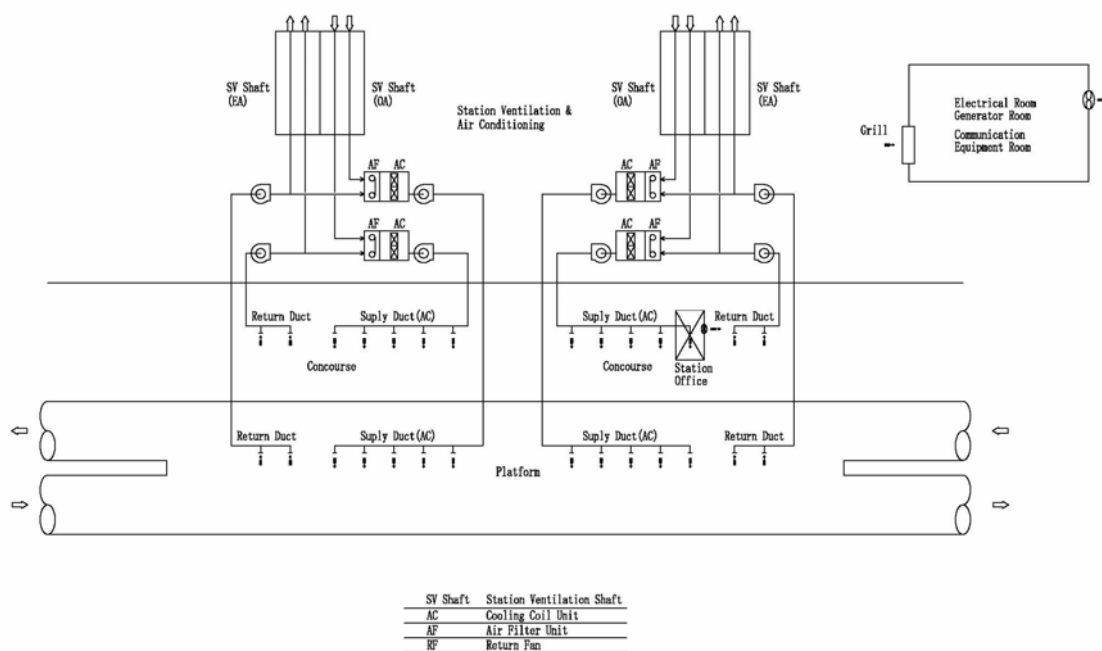 SV Shaft
(EA)
SV Shaft
(OA)
Station Ventilation &
Air Conditioning
SV Shaft
(OA)
SV Shaft
(EA)
Electrical Room
Generator Room
Communication
Equipment Room
Grill
AF AC
AC AF
AF AC
AC AF
Return Duct
Suply Duct(AC)
Suply Duct(AC)
Return Duct
Concourse
Concourse
Station
Office
Return Duct
Suply Duct(AC)
Suply Duct(AC)
Return Duct
Platform
SV Shaft Station Ventilation Shaft
AC Cooling Coil Unit
AF Air Filter Unit
RF Return Fan